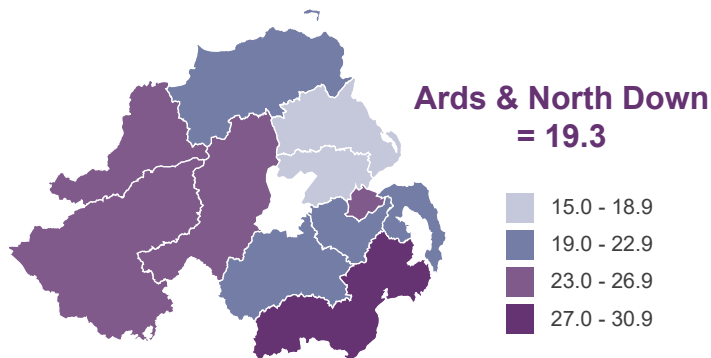 Ards & North Down
= 19.3
15.0 - 18.9
19.0 - 22.9
23.0 - 26.9
27.0 - 30.9